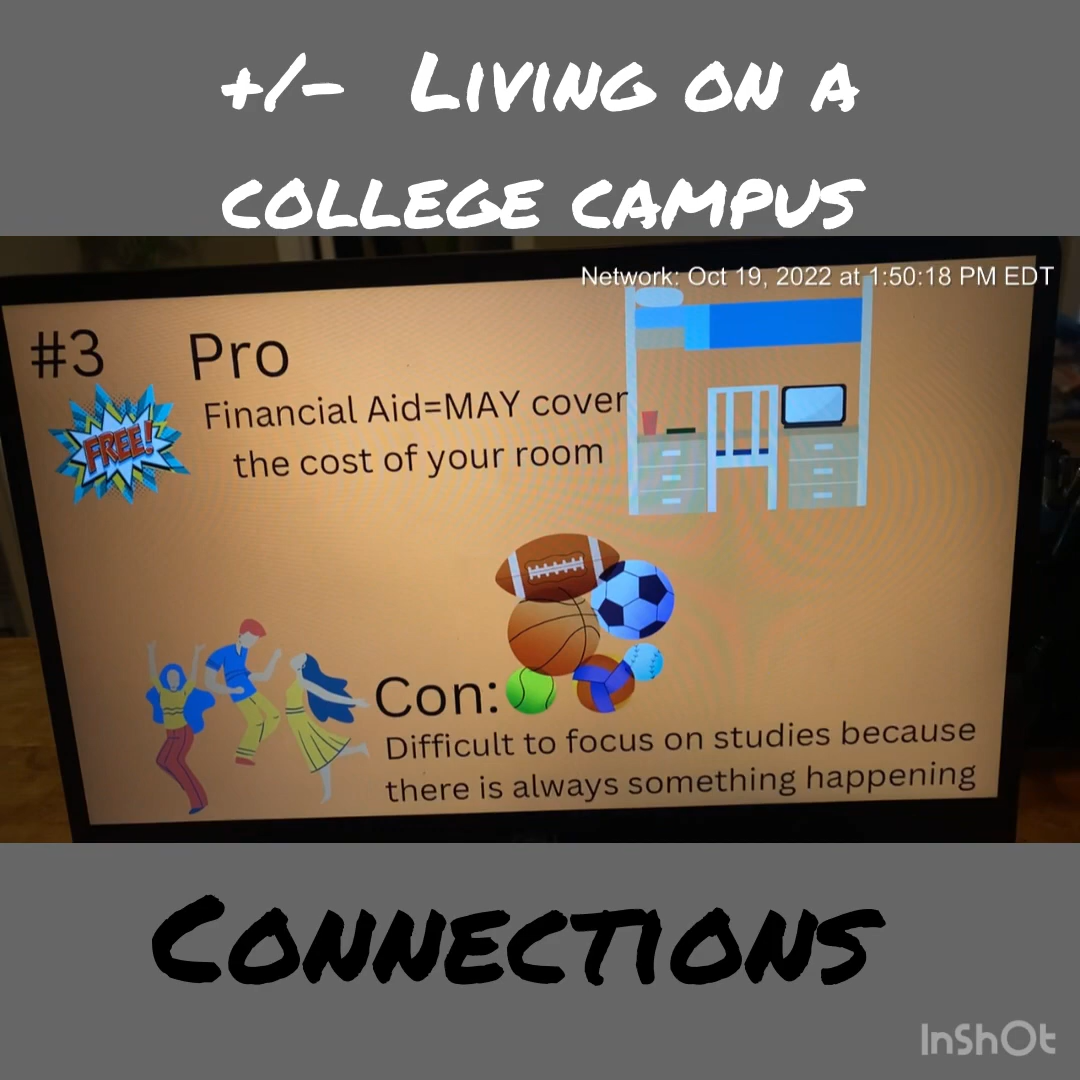 +/- LIVING ON A
COLLEGE CAMPUS
Network: Oct 19, 2022 at 1:50:18 PM EDT
#3 Pro
FREE!
Financial Aid=MAY cover
the cost of your room
Con:
Difficult to focus on studies because
there is always something happening
CONNECTIONS
InShOt